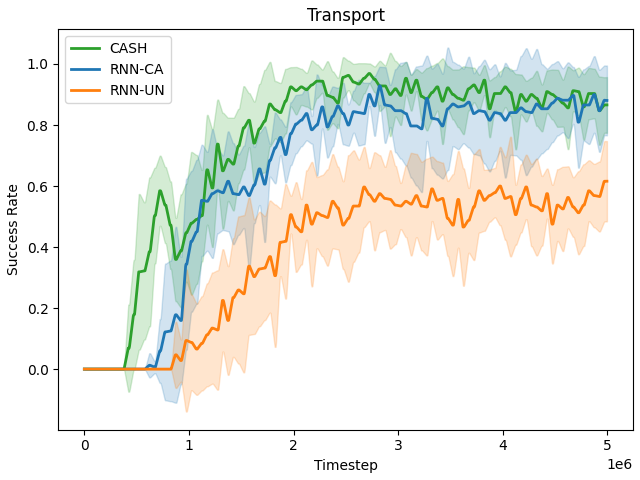 Transport
CASH
RNN-CA
RNN-UN
Success Rate
1.0
0.8
0.6
0.4
0.2
0.0
0
1
2
3
4
5
1e6
Timestep